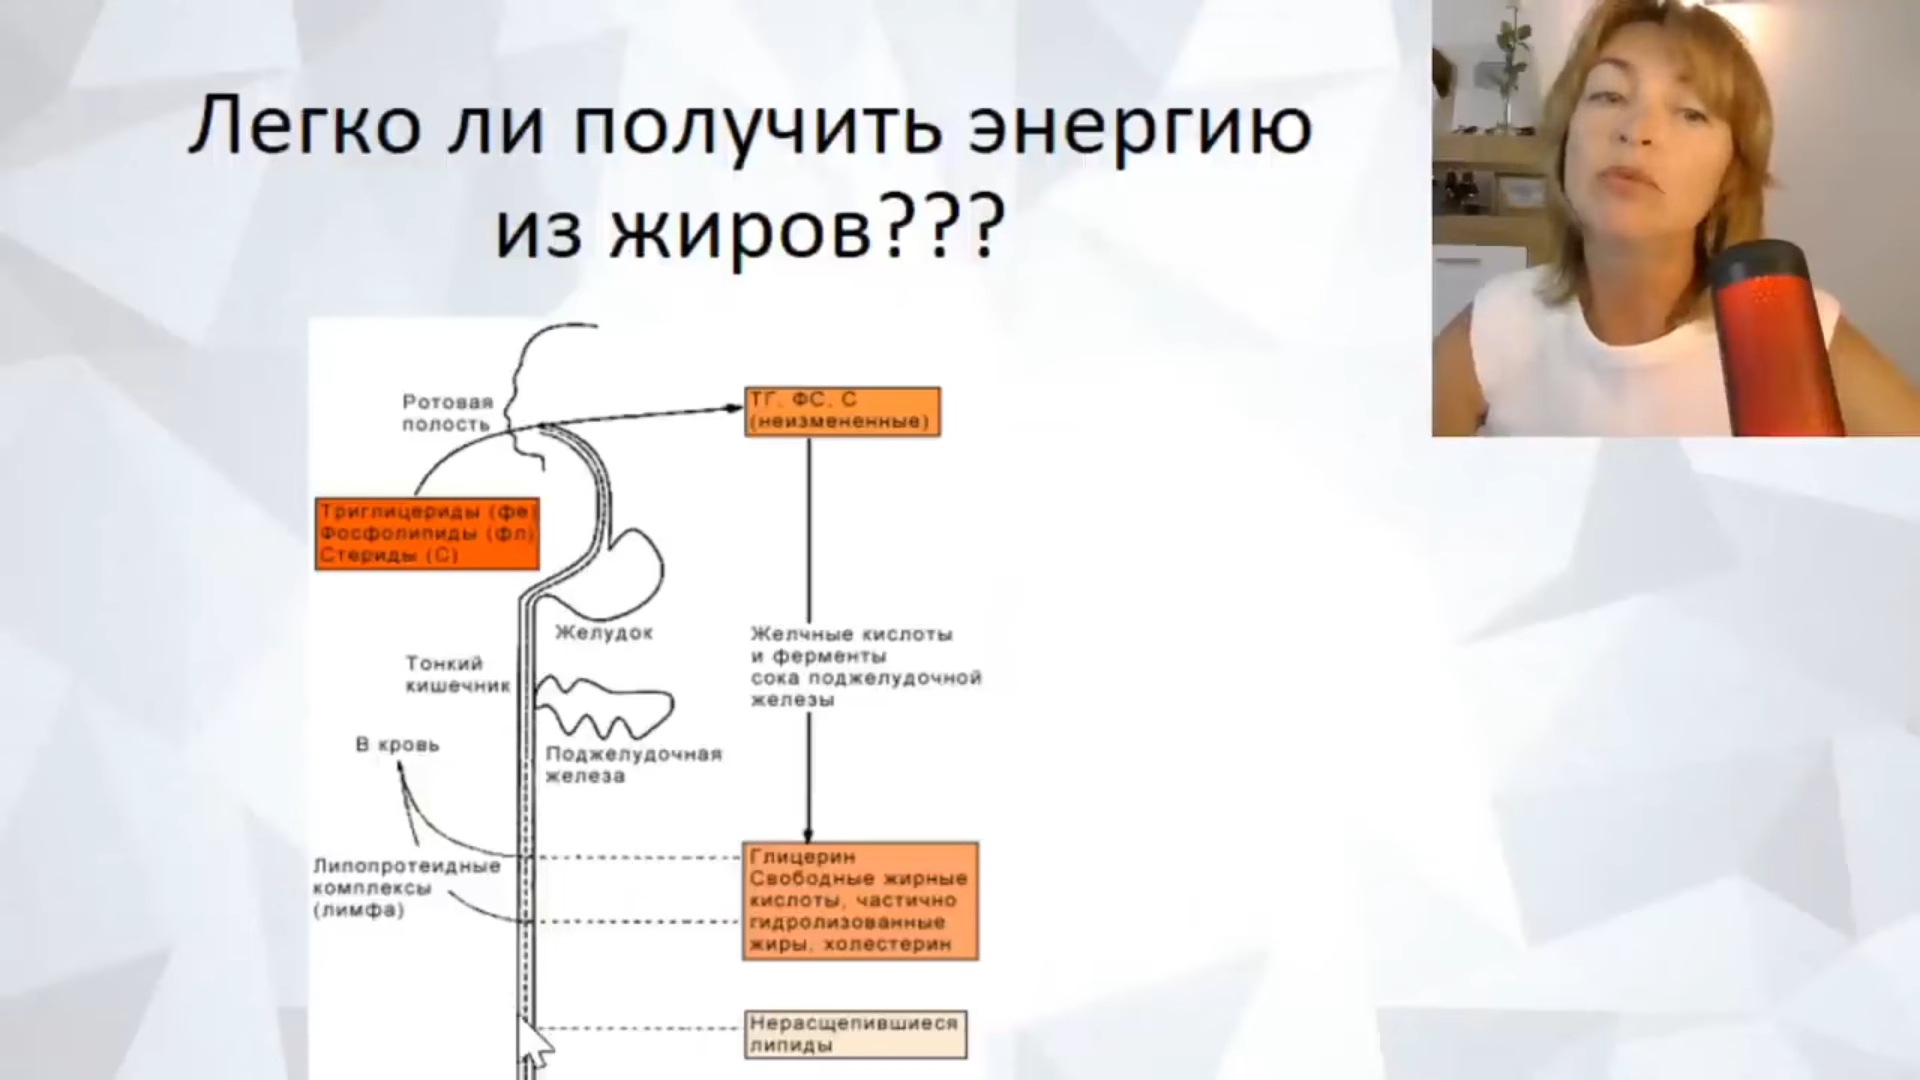 Легко ли получить энергию
из жиров???
Ротовая
полость
ТГ, ФС, С
(неизмененные)
Триглицериды (фе)
Фосфолипиды (фл)
Стериды (С)
Желудок
Желчные кислоты
и ферменты
сока поджелудочной
железы
Тонкий
кишечник
В кровь
Поджелудочная
железа
Липопротеидные
комплексы
(лимфа)
Глицерин
Свободные жирные
кислоты, частично
гидролизованные
жиры, холестерин
Нерасщепившиеся
липиды